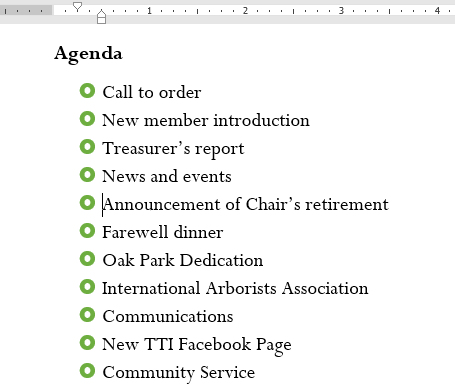 1 2 3 4
Agenda
Call to order
New member introduction
Treasurer’s report
News and events
Announcement of Chair’s retirement
Farewell dinner
Oak Park Dedication
International Arborists Association
Communications
New TTI Facebook Page
Community Service